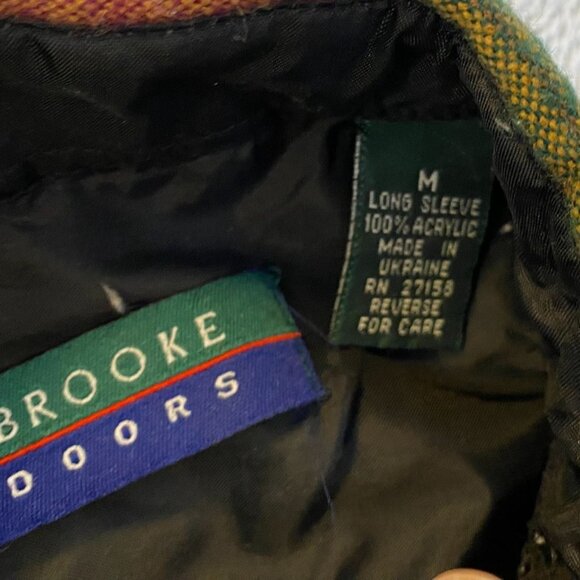 BROOKE
DOORS
M
LONG SLEEVE
100% ACRYLIC
MADE IN
UKRAINE
RN 27158
REVERSE
FOR CARE